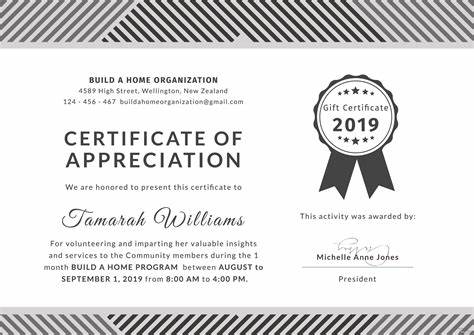 BUILD A HOME ORGANIZATION
4589 High Street, Wellington, New Zealand
124 - 456 - 467 buildahomeorganization@gmail.com
CERTIFICATE OF
APPRECIATION
We are honored to present this certificate to
Tamarah Williams
For volunteering and imparting her valuable insights
and services to the Community members during the 1
month BUILD A HOME PROGRAM between AUGUST to
SEPTEMBER 1, 2019 from 8:00 AM to 4:00 PM.
Gift Certificate
2019
This activity was awarded by:
Michelle Anne Jones
President